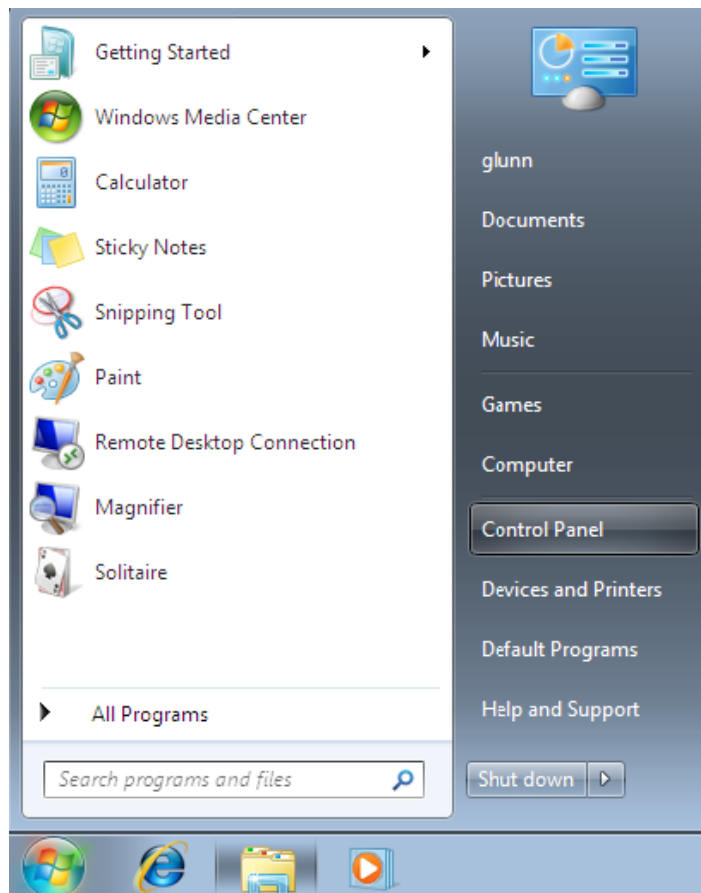 Getting Started
Windows Media Center
Calculator
Sticky Notes
Snipping Tool
Paint
Remote Desktop Connection
Magnifier
Solitaire
All Programs
Search programs and files
glunn
Documents
Pictures
Music
Games
Computer
Control Panel
Devices and Printers
Default Programs
Help and Support
Shut down